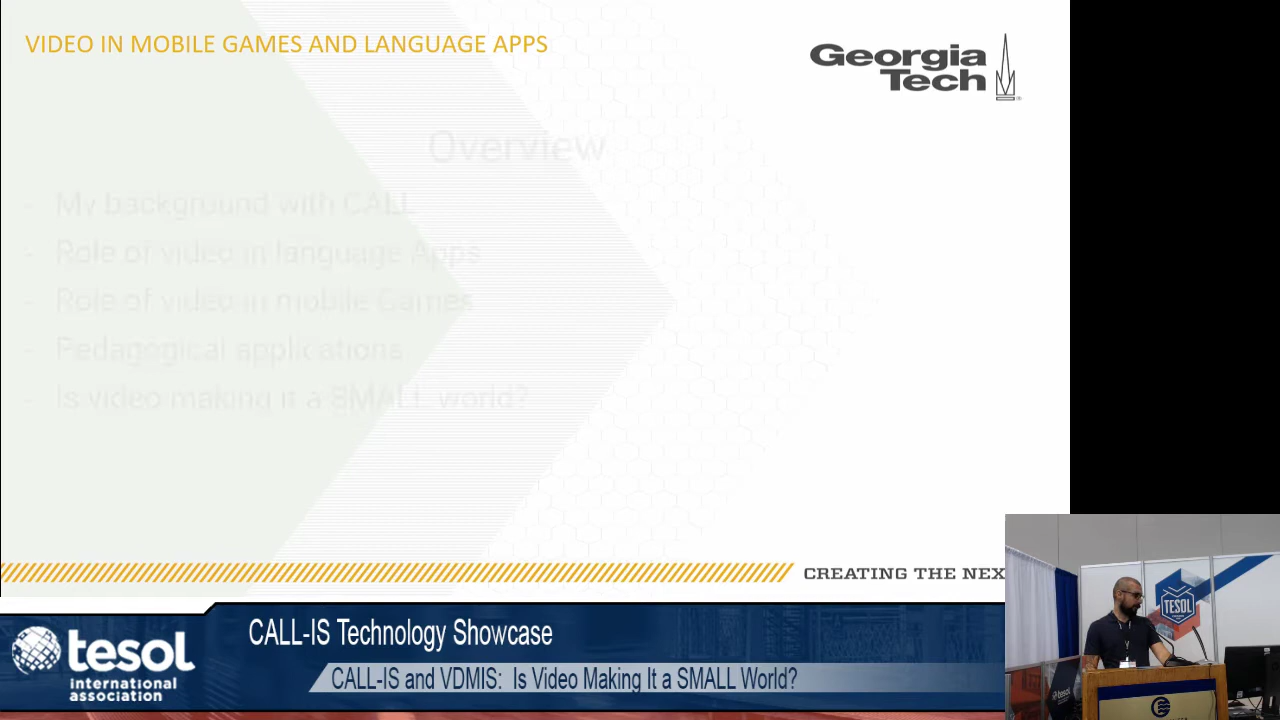 VIDEO IN MOBILE GAMES AND LANGUAGE APPS
Georgia
Tech
Overview
- My background with CALL
- Role of video in language Apps
- Role of video in mobile Games
- Pedagogical applications
- Is video making it a SMALL world?
CREATING THE NEX
CALL-IS Technology Showcase
CALL-IS and VDMIS: Is Video Making It a SMALL World?
tesol
international
association
TESOL
tesol